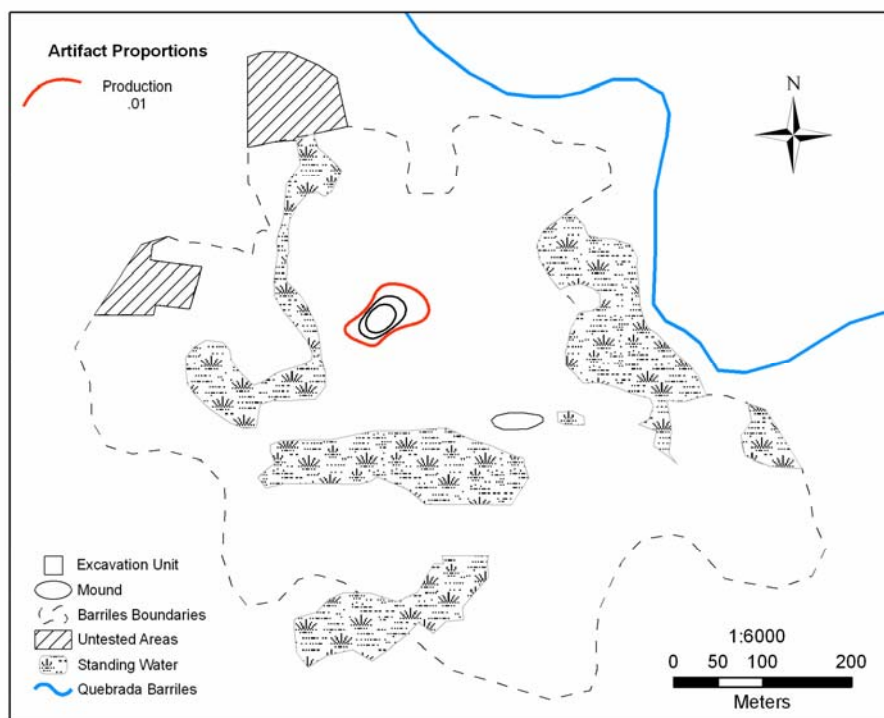 Artifact Proportions
Production
.01
N
Excavation Unit
Mound
Barriles Boundaries
Untested Areas
Standing Water
Quebrada Barriles
1:6000
0 50 100 200
Meters